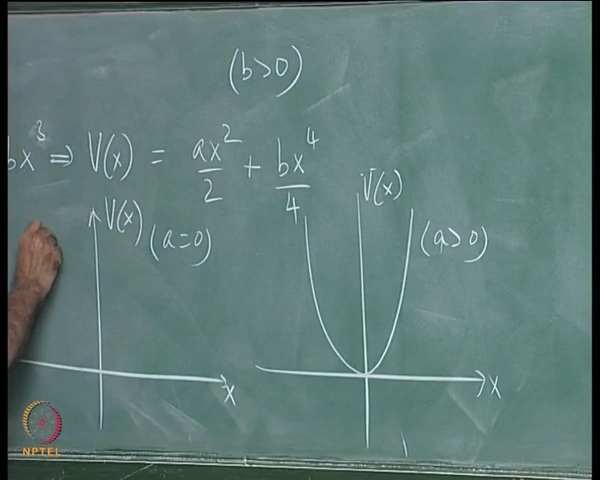 (b>0)
bx³ ⇒ V(x) = ax²/2 + bx⁴/4
V(x) (a=0)
x
V(x)
(a>0)
x
NPTEL